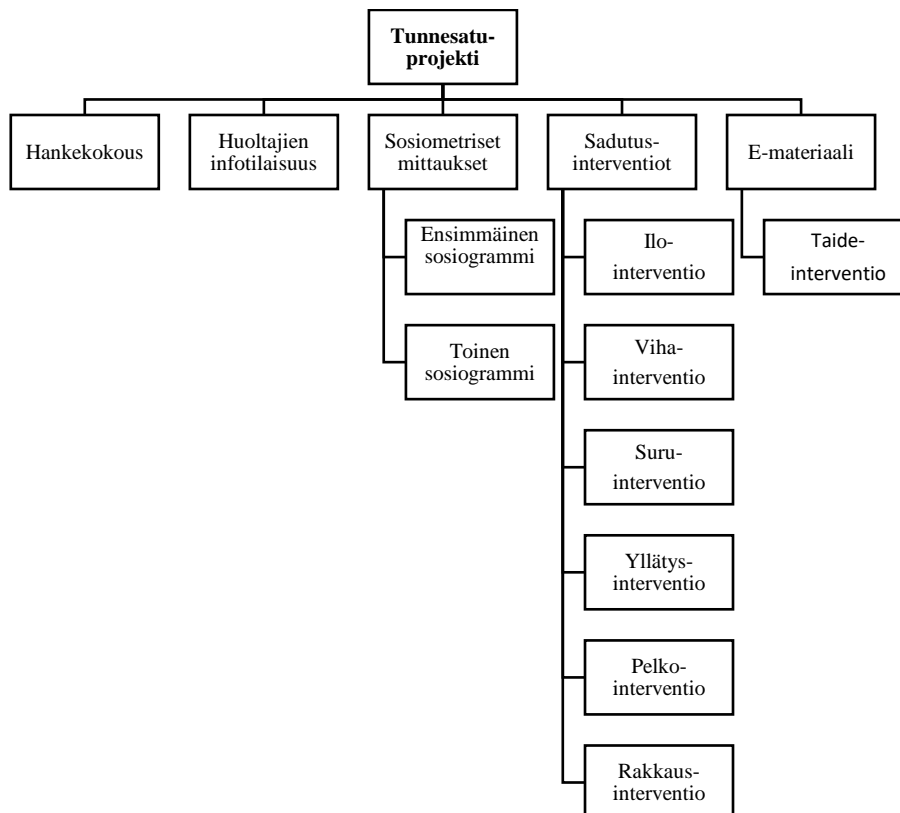 Tunnesatu-
projekti
Hankekokous
Huoltajien
infotilaisuus
Sosiometriset
mittaukset
Sadutus-
interventiot
E-materiaali
Ensimmäinen
sosiogrammi
Toinen
sosiogrammi
Ilo-
interventio
Viha-
interventio
Suru-
interventio
Yllätys-
interventio
Pelko-
interventio
Rakkaus-
interventio
Taide-
interventio